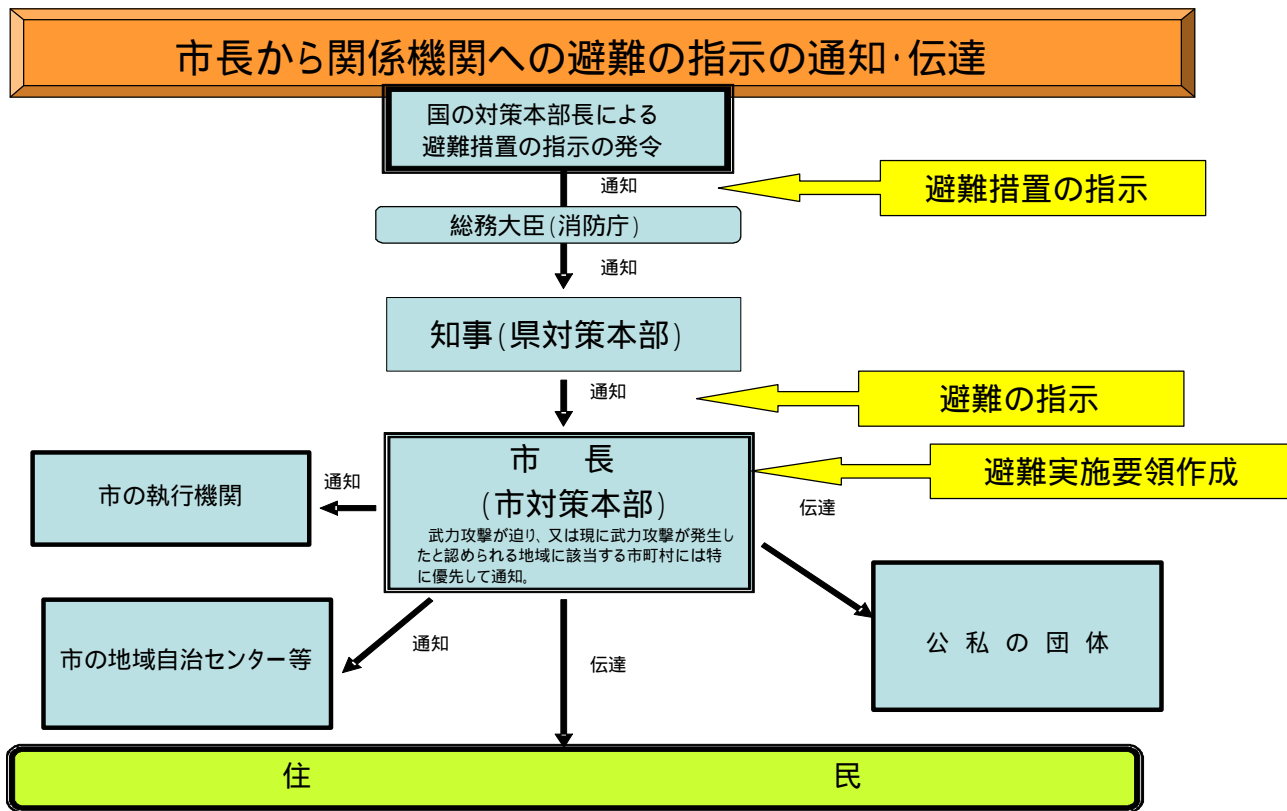 市長から関係機関への避難の指示の通知・伝達
国の対策本部長による
避難措置の指示の発令
通知
避難措置の指示
総務大臣(消防庁)
通知
知事(県対策本部)
通知
避難の指示
市 長
(市対策本部)
武力攻撃が迫り、又は現に武力攻撃が発生し
たと認められる地域に該当する市町村には特
に優先して通知。
避難実施要領作成
市の執行機関
通知
伝達
市の地域自治センター等
通知
伝達
公 私 の 団 体
住 民